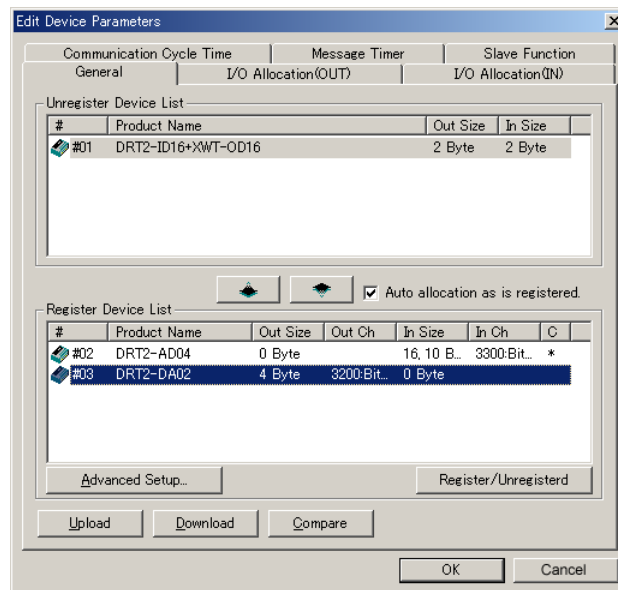 Edit Device Parameters
Communication Cycle Time Message Timer Slave Function
General I/O Allocation(OUT) I/O Allocation(IN)
Unregister Device List
# Product Name Out Size In Size
#01 DRT2-ID16+XWT-OD16 2 Byte 2 Byte
Auto allocation as is registered.
Register Device List
# Product Name Out Size Out Ch In Size In Ch C
#02 DRT2-AD04 0 Byte 16, 10 B... 3300:Bit... *
#03 DRT2-DA02 4 Byte 3200:Bit... 0 Byte
Advanced Setup... Register/Unregisterd
Upload Download Compare
OK Cancel